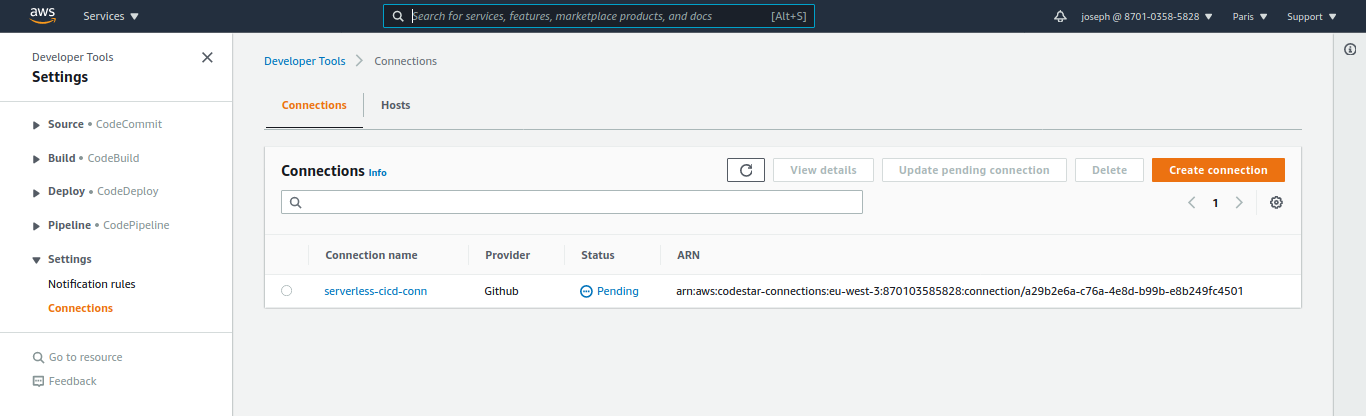 aws Services Search for services, features, marketplace products, and docs [Alt+S] joseph @ 8701-0358-5828 Paris Support
Developer Tools
Settings
Source • CodeCommit
Build • CodeBuild
Deploy • CodeDeploy
Pipeline • CodePipeline
Settings
Notification rules
Connections
Go to resource
Feedback
Developer Tools Connections
Connections Hosts
Connections Info View details Update pending connection Delete Create connection
1
Connection name Provider Status ARN
serverless-cicd-conn Github Pending arn:aws:codestar-connections:eu-west-3:870103585828:connection/a29b2e6a-c76a-4e8d-b99b-e8b249fc4501